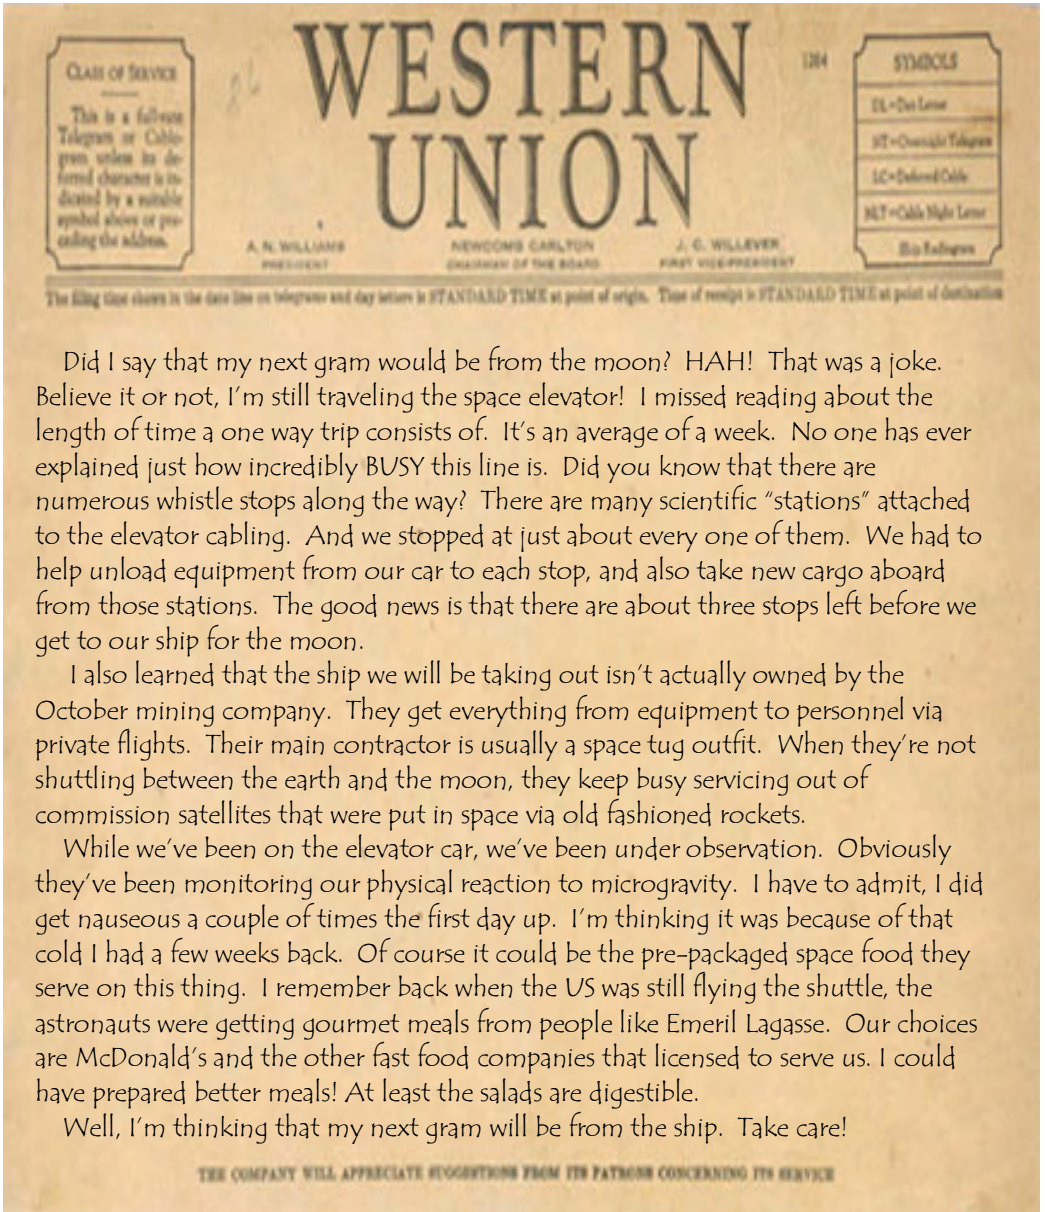 WESTERN
UNION
1204
CLASS OF SERVICE
This is a full-rate
Telegram or Cable-
gram unless its de-
ferred character is in-
dicated by a suitable
symbol above or pre-
ceding the address.
SYMBOLS
DL=Day Letter
NT=Overnight Telegram
LC=Deferred Cable
NLT=Cable Night Letter
Ship Radiogram
A. N. WILLIAMS
PRESIDENT
NEWCOMB CARLTON
CHAIRMAN OF THE BOARD
J. C. WILLEVER
FIRST VICE-PRESIDENT
The filing time shown in the date line on telegrams and day letters is STANDARD TIME at point of origin. Time of receipt is STANDARD TIME at point of destination
Did I say that my next gram would be from the moon? HAH! That was a joke.
Believe it or not, I'm still traveling the space elevator! I missed reading about the
length of time a one way trip consists of. It's an average of a week. No one has ever
explained just how incredibly BUSY this line is. Did you know that there are
numerous whistle stops along the way? There are many scientific "stations" attached
to the elevator cabling. And we stopped at just about every one of them. We had to
help unload equipment from our car to each stop, and also take new cargo aboard
from those stations. The good news is that there are about three stops left before we
get to our ship for the moon.
I also learned that the ship we will be taking out isn't actually owned by the
October mining company. They get everything from equipment to personnel via
private flights. Their main contractor is usually a space tug outfit. When they're not
shuttling between the earth and the moon, they keep busy servicing out of
commission satellites that were put in space via old fashioned rockets.
While we've been on the elevator car, we've been under observation. Obviously
they've been monitoring our physical reaction to microgravity. I have to admit, I did
get nauseous a couple of times the first day up. I'm thinking it was because of that
cold I had a few weeks back. Of course it could be the pre-packaged space food they
serve on this thing. I remember back when the US was still flying the shuttle, the
astronauts were getting gourmet meals from people like Emeril Lagasse. Our choices
are McDonald's and the other fast food companies that licensed to serve us. I could
have prepared better meals! At least the salads are digestible.
Well, I'm thinking that my next gram will be from the ship. Take care!
THE COMPANY WILL APPRECIATE SUGGESTIONS FROM ITS PATRONS CONCERNING ITS SERVICE